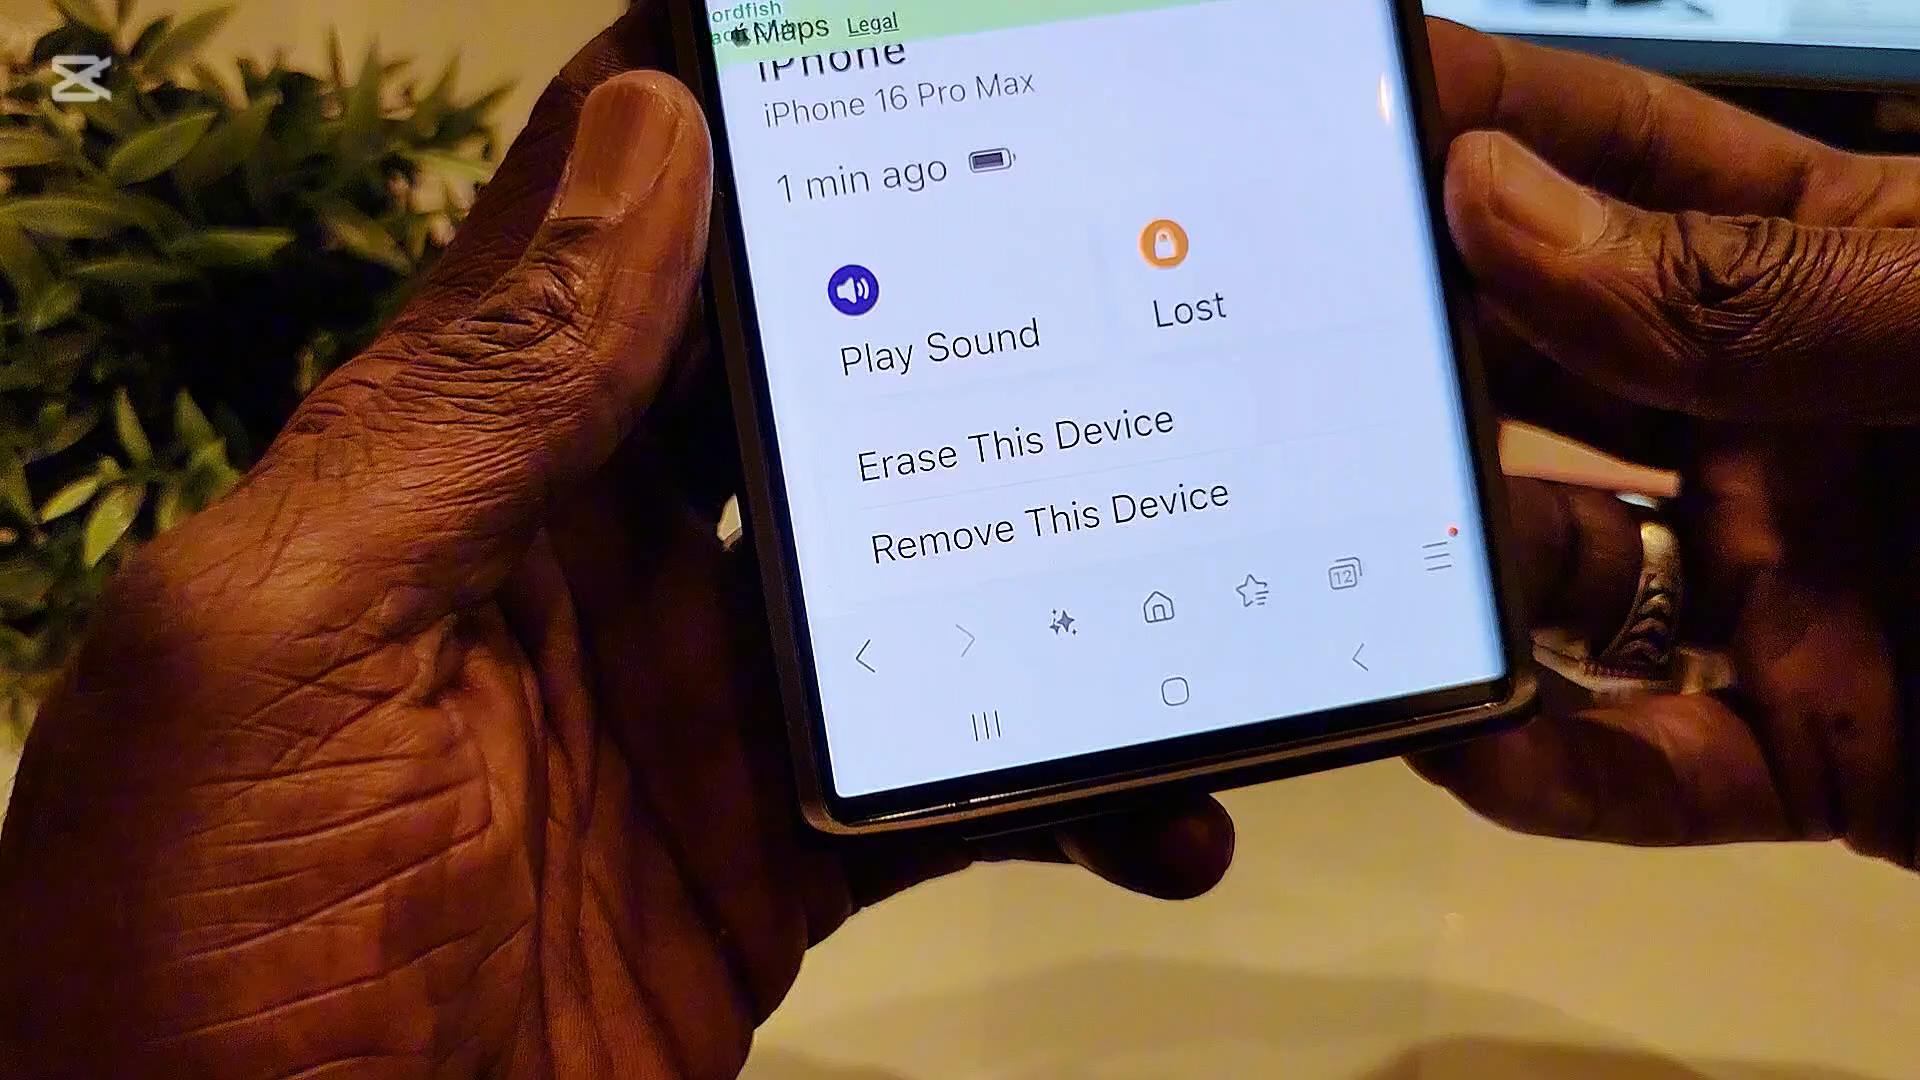 ordfish
Maps Legal
iPhone
iPhone 16 Pro Max
1 min ago
Play Sound
Lost
Erase This Device
Remove This Device
12